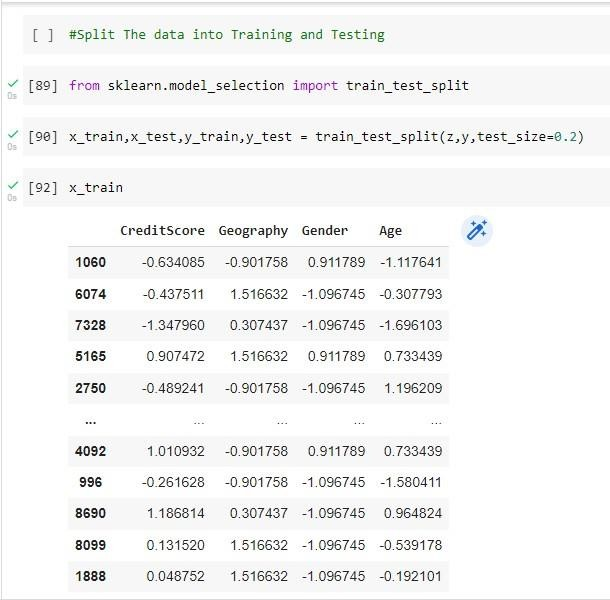 [ ] #Split The data into Training and Testing
[89] from sklearn.model_selection import train_test_split
0s
[90] x_train,x_test,y_train,y_test = train_test_split(z,y,test_size=0.2)
0s
[92] x_train
0s
CreditScore Geography Gender Age
1060 -0.634085 -0.901758 0.911789 -1.117641
6074 -0.437511 1.516632 -1.096745 -0.307793
7328 -1.347960 0.307437 -1.096745 -1.696103
5165 0.907472 1.516632 0.911789 0.733439
2750 -0.489241 -0.901758 -1.096745 1.196209
... ... ... ... ...
4092 1.010932 -0.901758 0.911789 0.733439
996 -0.261628 -0.901758 -1.096745 -1.580411
8690 1.186814 0.307437 -1.096745 0.964824
8099 0.131520 1.516632 -1.096745 -0.539178
1888 0.048752 1.516632 -1.096745 -0.192101